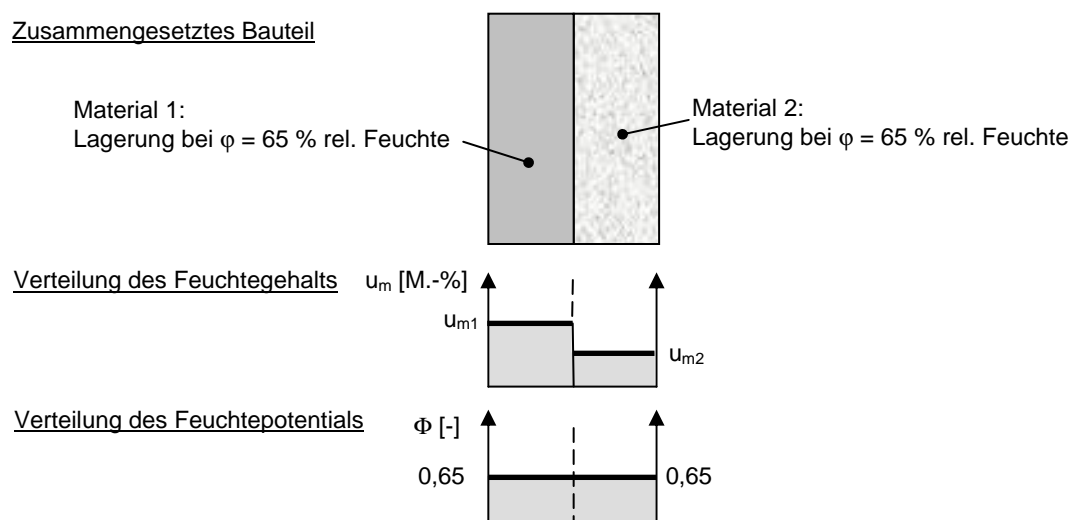 Zusammengesetztes Bauteil
Material 1:
Lagerung bei φ = 65 % rel. Feuchte
Material 2:
Lagerung bei φ = 65 % rel. Feuchte
Verteilung des Feuchtegehalts
um [M.-%]
um1
um2
Verteilung des Feuchtepotentials
Φ [-]
0,65
0,65